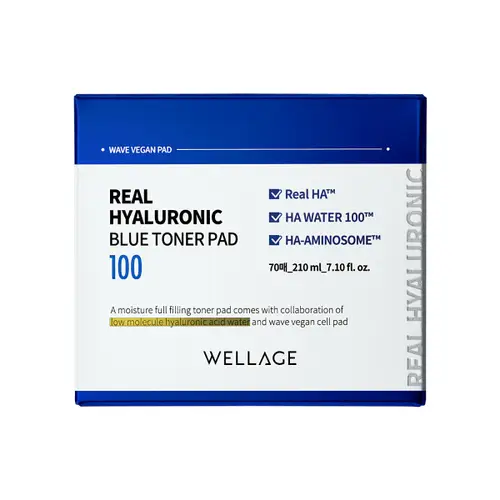 WAVE VEGAN PAD
REAL
HYALURONIC
BLUE TONER PAD
100
Real HA™
HA WATER 100™
HA-AMINOSOME™
70매_210 ml_7.10 fl. oz.
A moisture full filling toner pad comes with collaboration of
low molecule hyaluronic acid water and wave vegan cell pad
WELLAGE
REAL HYALURONIC